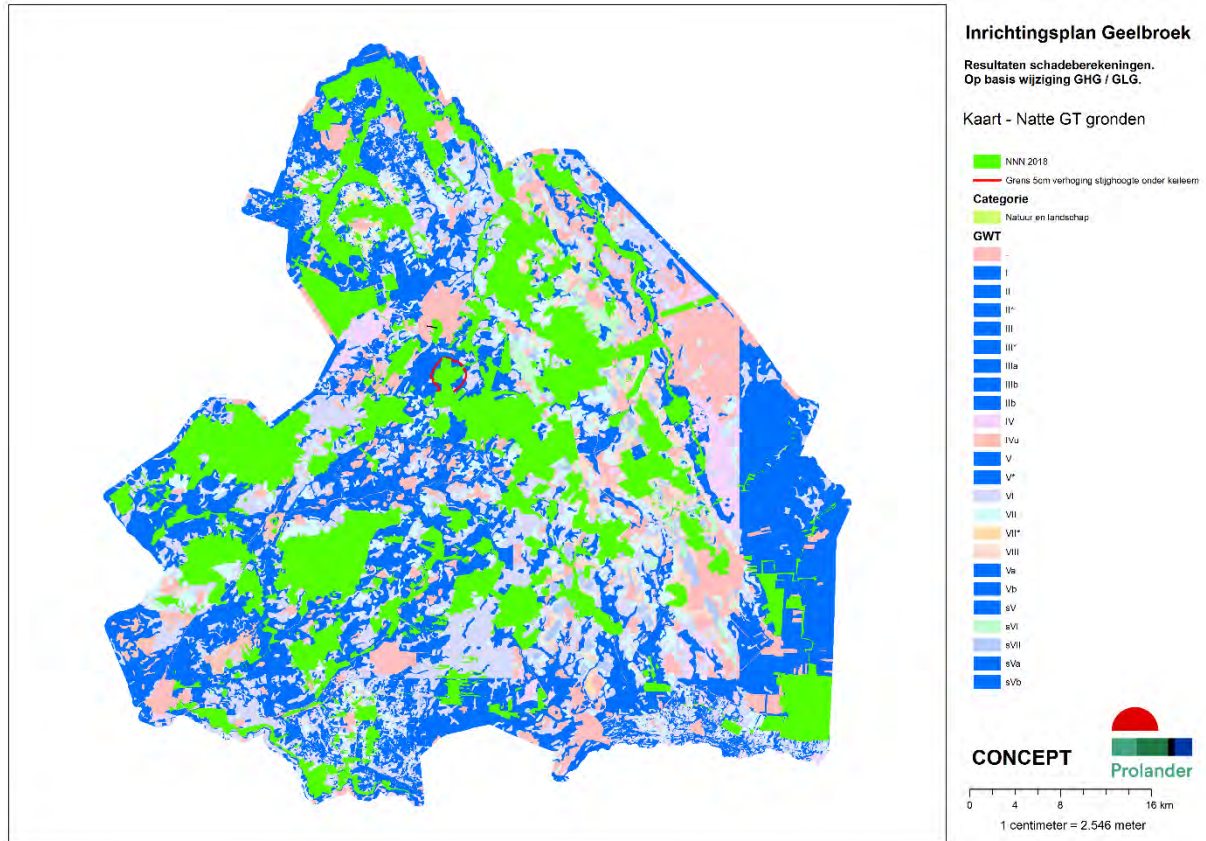 Inrichtingsplan Geelbroek
Resultaten schadeberekeningen.
Op basis wijziging GHG / GLG.
Kaart - Natte GT gronden
NNN 2018
Grens 5cm verhoging stijghoogte onder keileem
Categorie
Natuur en landschap
GWT
-
I
II
II*
III
III*
IIIa
IIIb
IIb
IV
IVu
V
V*
VI
VII
VII*
VIII
Va
Vb
sV
sVI
sVII
sVa
sVb
CONCEPT
Prolander
0 4 8 16 km
1 centimeter = 2.546 meter